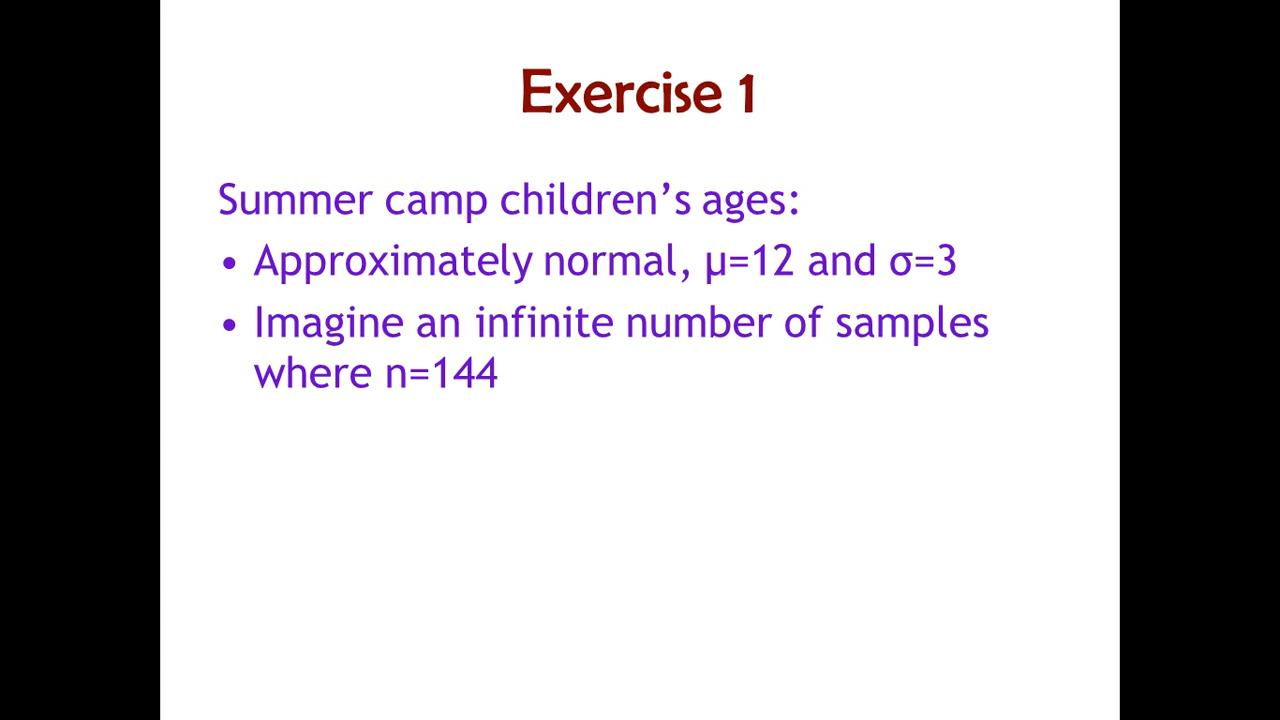 Exercise 1
Summer camp children’s ages:
• Approximately normal, μ=12 and σ=3
• Imagine an infinite number of samples
where n=144